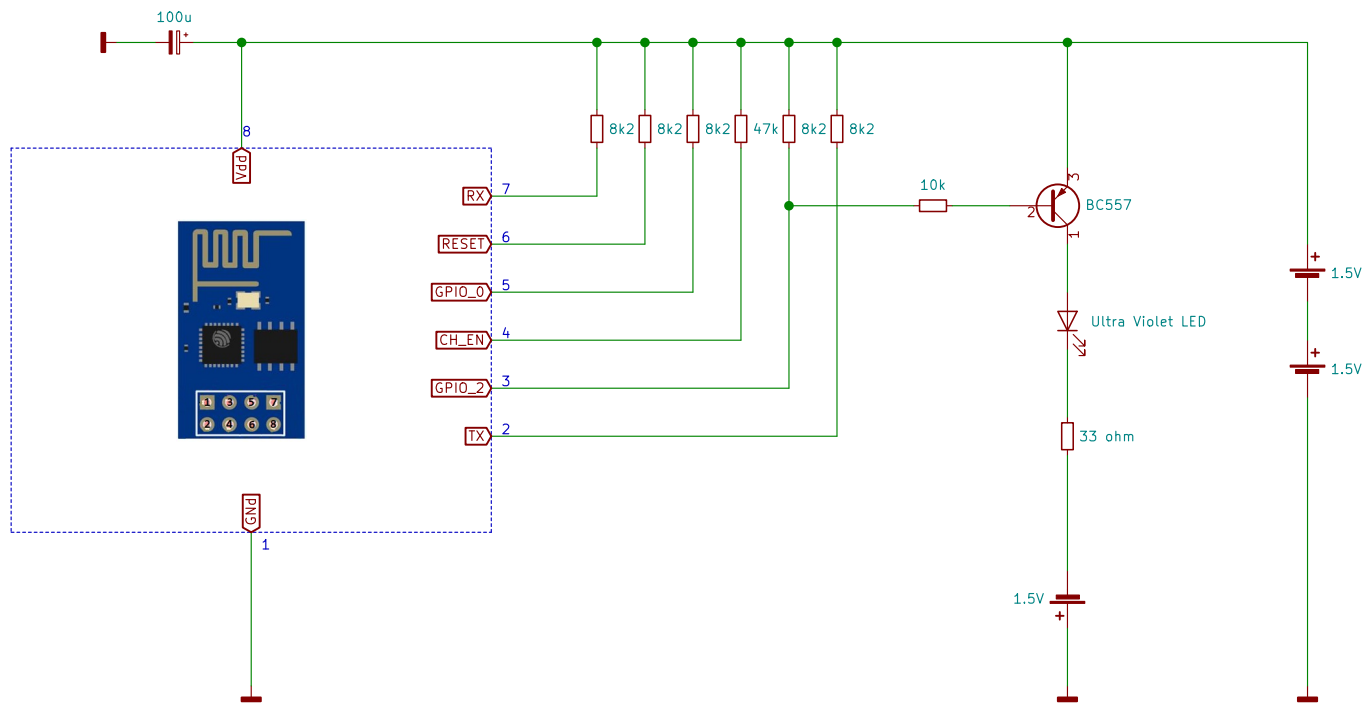 100u
+
8
Vdd
8k2
8k2
8k2
47k
8k2
8k2
RX
7
RESET
6
GPIO_0
5
CH_EN
4
GPIO_2
3
TX
2
10k
3
2
BC557
1
+
1.5V
+
1.5V
Ultra Violet LED
33 ohm
1 3 5 7
2 4 6 8
GNd
1
1.5V
+